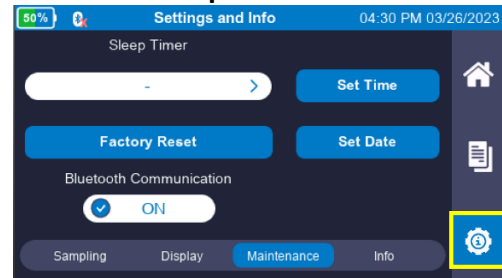 50% Settings and Info 04:30 PM 03/26/2023
Sleep Timer
- Set Time
Factory Reset Set Date
Bluetooth Communication
ON
Sampling Display Maintenance Info